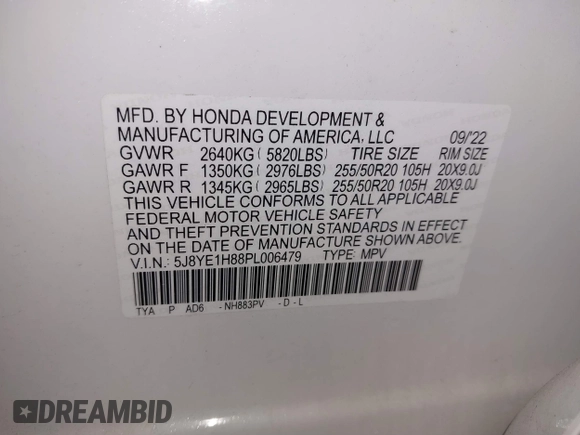 MFD. BY HONDA DEVELOPMENT &
MANUFACTURING OF AMERICA, LLC 09/'22
GVWR 2640KG ( 5820LBS) TIRE SIZE RIM SIZE
GAWR F 1350KG ( 2976LBS) 255/50R20 105H 20X9.0J
GAWR R 1345KG ( 2965LBS) 255/50R20 105H 20X9.0J
THIS VEHICLE CONFORMS TO ALL APPLICABLE
FEDERAL MOTOR VEHICLE SAFETY
AND THEFT PREVENTION STANDARDS IN EFFECT
ON THE DATE OF MANUFACTURE SHOWN ABOVE.
V.I.N.: 5J8YE1H88PL006479 TYPE: MPV
TYA P AD6 -NH883PV -D-L
DREAMBID